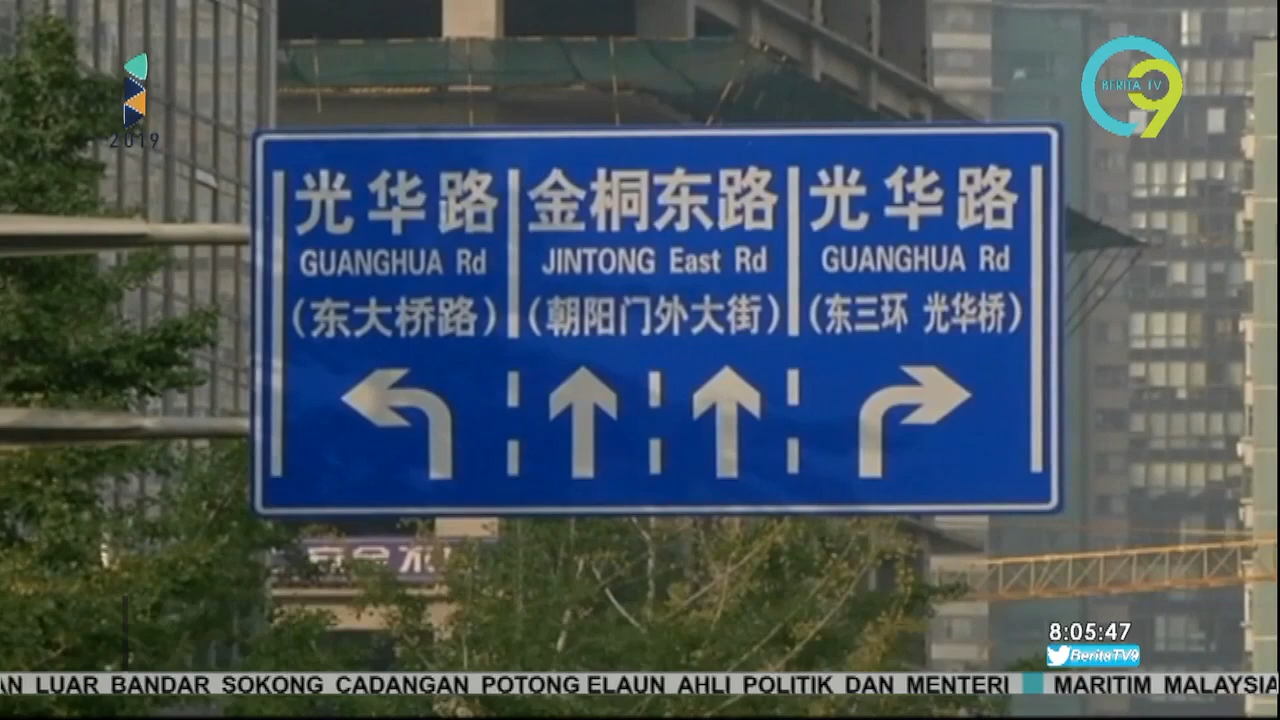 2019
BERITA TV
9
光华路 金桐东路 光华路
GUANGHUA Rd JINTONG East Rd GUANGHUA Rd
(东大桥路) (朝阳门外大街) (东三环 光华桥)
8:05:47
BeritaTV9
LUAR BANDAR SOKONG CADANGAN POTONG ELAUN AHLI POLITIK DAN MENTERI MARITIM MALAYSIA